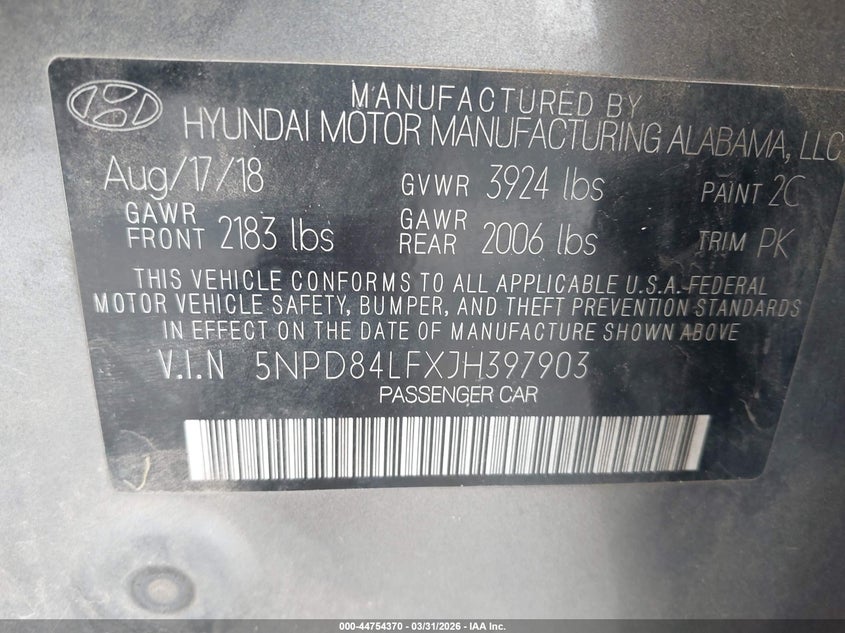 MANUFACTURED BY
HYUNDAI MOTOR MANUFACTURING ALABAMA, LLC
Aug/17/18 GVWR 3924 lbs PAINT 2C
GAWR FRONT 2183 lbs GAWR REAR 2006 lbs TRIM PK
THIS VEHICLE CONFORMS TO ALL APPLICABLE U.S.A.FEDERAL
MOTOR VEHICLE SAFETY, BUMPER, AND THEFT PREVENTION STANDARDS
IN EFFECT ON THE DATE OF MANUFACTURE SHOWN ABOVE
V.I.N 5NPD84LFXJH397903
PASSENGER CAR
000-44754370 - 03/31/2026 - IAA Inc.